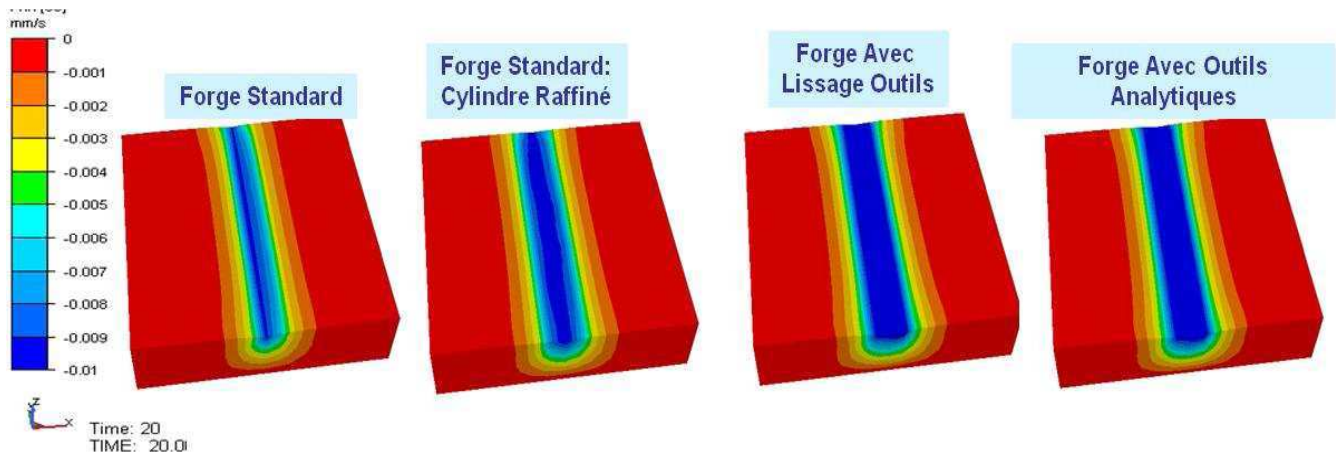 mm/s
0
-0.001
-0.002
-0.003
-0.004
-0.005
-0.006
-0.007
-0.008
-0.009
-0.01
Forge Standard
Forge Standard:
Cylindre Raffiné
Forge Avec
Lissage Outils
Forge Avec Outils
Analytiques
Z
X
Time: 20
TIME: 20.0